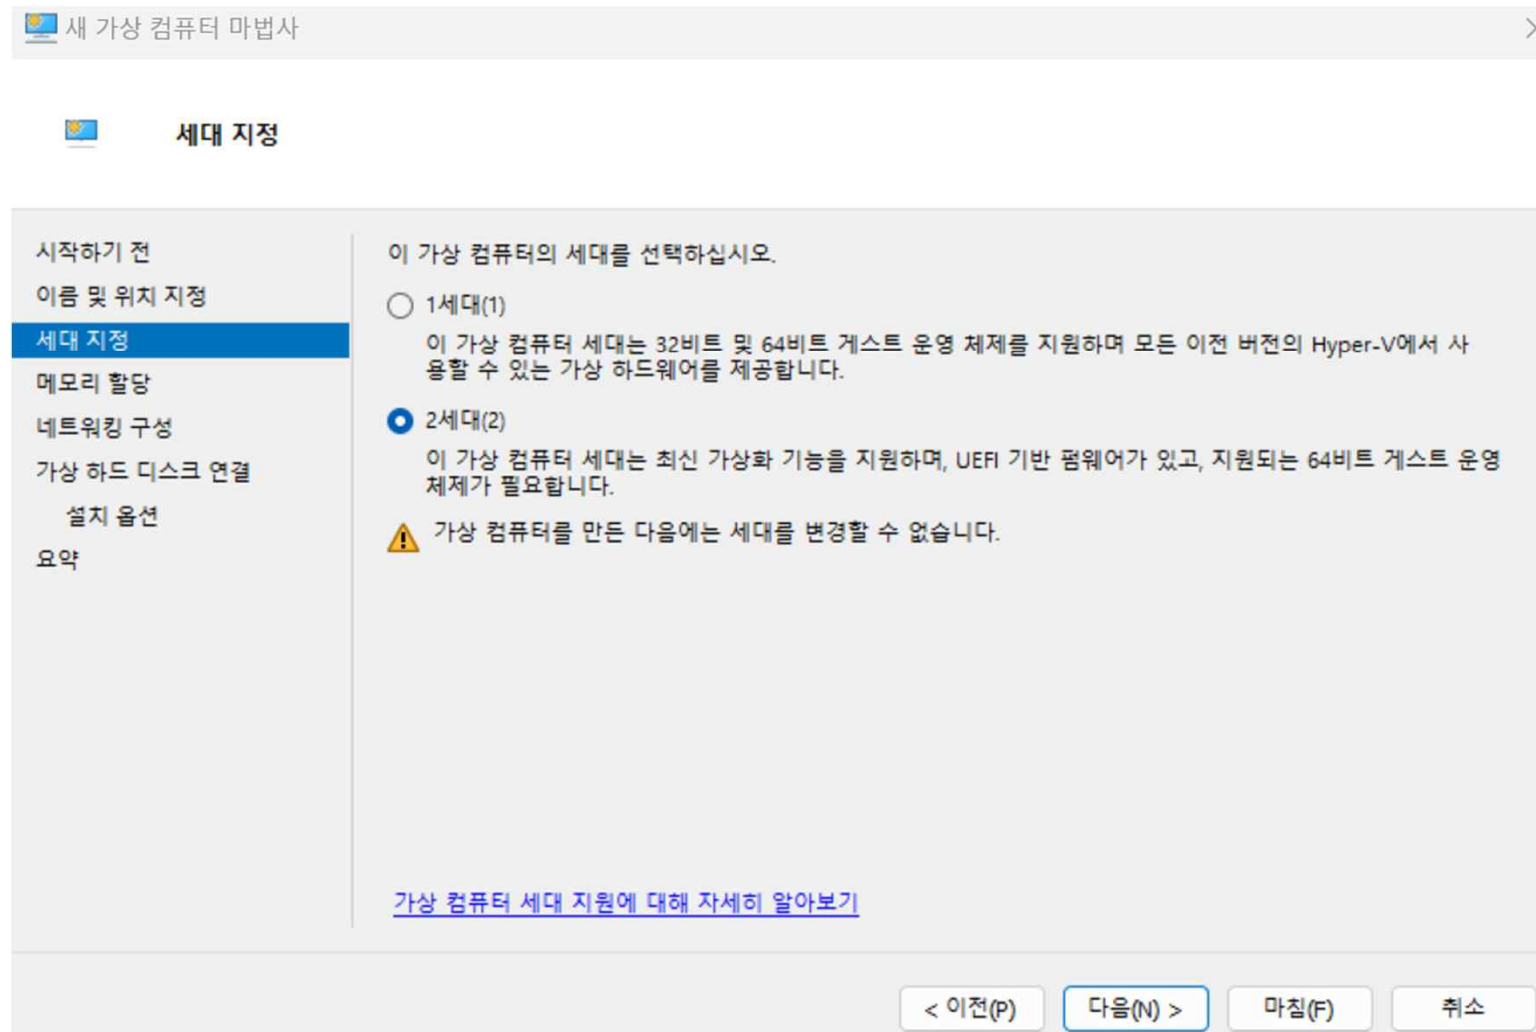 새 가상 컴퓨터 마법사
세대 지정
시작하기 전
이름 및 위치 지정
세대 지정
메모리 할당
네트워킹 구성
가상 하드 디스크 연결
설치 옵션
요약
이 가상 컴퓨터의 세대를 선택하십시오.
1세대(1)
이 가상 컴퓨터 세대는 32비트 및 64비트 게스트 운영 체제를 지원하며 모든 이전 버전의 Hyper-V에서 사
용할 수 있는 가상 하드웨어를 제공합니다.
2세대(2)
이 가상 컴퓨터 세대는 최신 가상화 기능을 지원하며, UEFI 기반 펌웨어가 있고, 지원되는 64비트 게스트 운영
체제가 필요합니다.
가상 컴퓨터를 만든 다음에는 세대를 변경할 수 없습니다.
가상 컴퓨터 세대 지원에 대해 자세히 알아보기
< 이전(P)
다음(N) >
마침(F)
취소